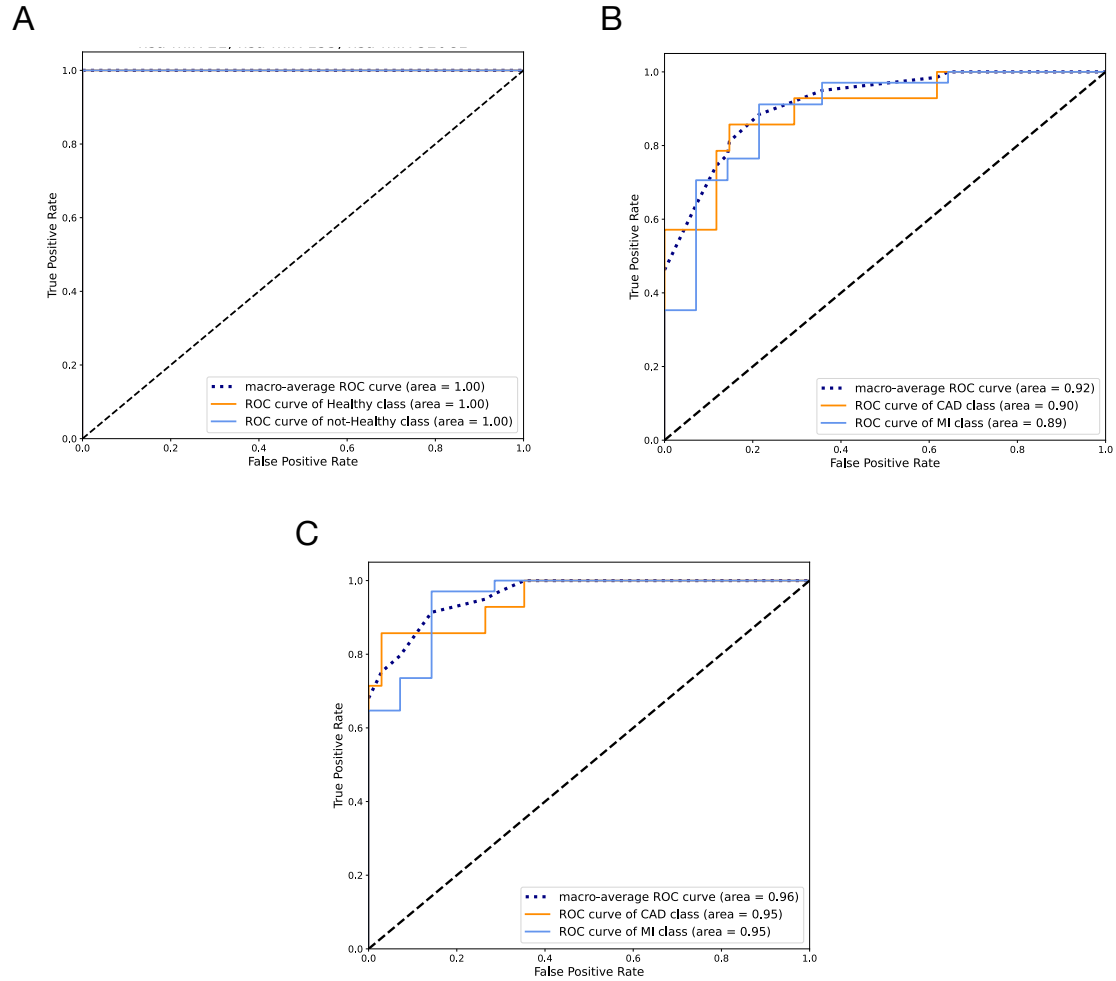 A
1.0
0.8
0.6
0.4
0.2
0.0
True Positive Rate
0.0 0.2 0.4 0.6 0.8 1.0
False Positive Rate
macro-average ROC curve (area = 1.00)
ROC curve of Healthy class (area = 1.00)
ROC curve of not-Healthy class (area = 1.00)
B
1.0
0.8
0.6
0.4
0.2
0.0
True Positive Rate
0.0 0.2 0.4 0.6 0.8 1.0
False Positive Rate
macro-average ROC curve (area = 0.92)
ROC curve of CAD class (area = 0.90)
ROC curve of MI class (area = 0.89)
C
1.0
0.8
0.6
0.4
0.2
0.0
True Positive Rate
0.0 0.2 0.4 0.6 0.8 1.0
False Positive Rate
macro-average ROC curve (area = 0.96)
ROC curve of CAD class (area = 0.95)
ROC curve of MI class (area = 0.95)